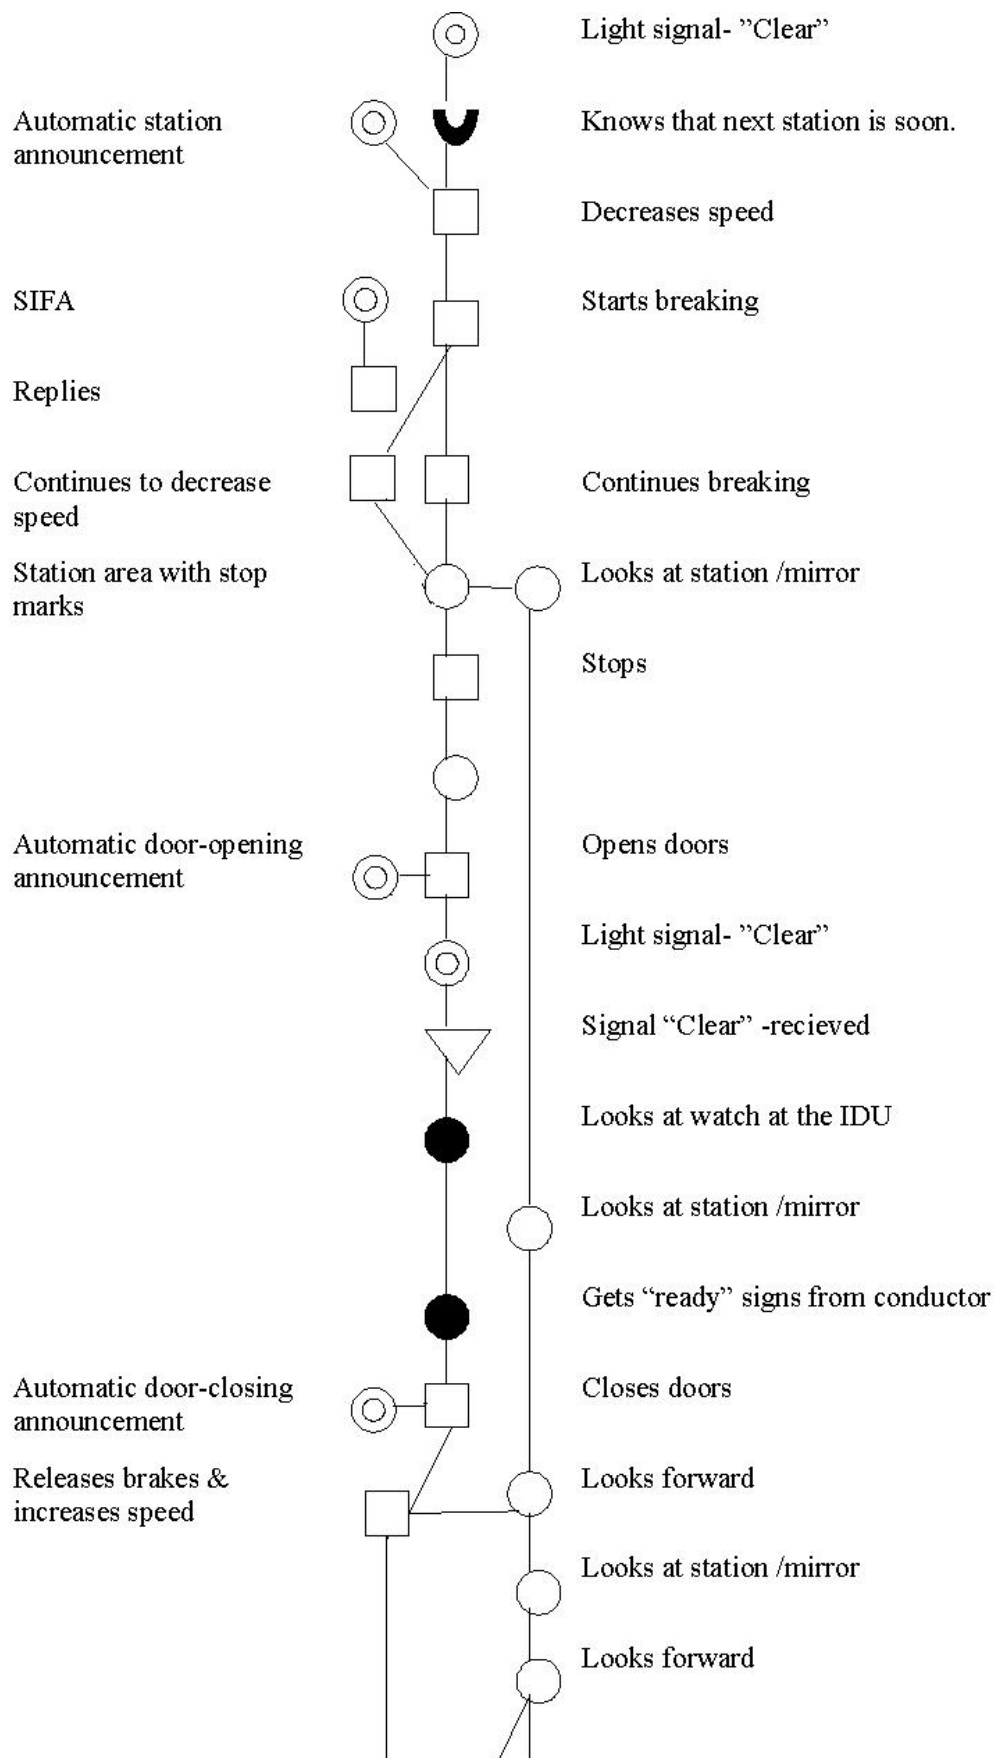 Light signal- ”Clear”
Automatic station
announcement
Knows that next station is soon.
Decreases speed
SIFA
Starts breaking
Replies
Continues to decrease
speed
Continues breaking
Station area with stop
marks
Looks at station /mirror
Stops
Automatic door-opening
announcement
Opens doors
Light signal- ”Clear”
Signal “Clear” -recieved
Looks at watch at the IDU
Looks at station /mirror
Gets “ready” signs from conductor
Automatic door-closing
announcement
Closes doors
Releases brakes &
increases speed
Looks forward
Looks at station /mirror
Looks forward